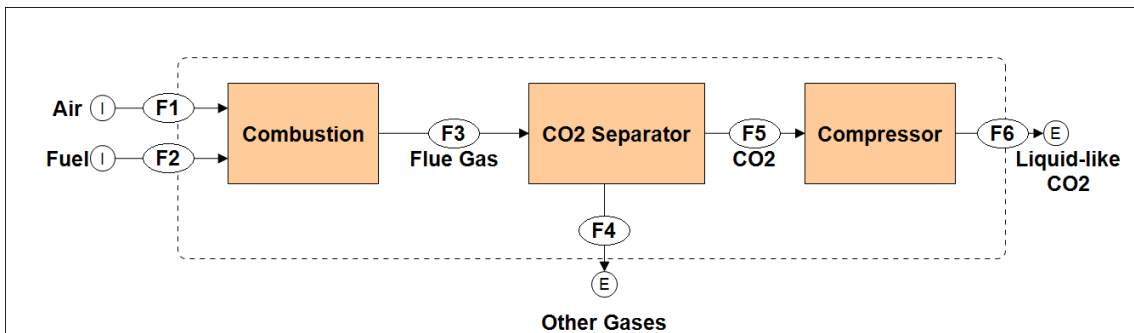 Air I F1
Combustion
Fuel I F2
F3
Flue Gas
CO2 Separator
F5
CO2
Compressor
F6 E
Liquid-like
CO2
F4
E
Other Gases